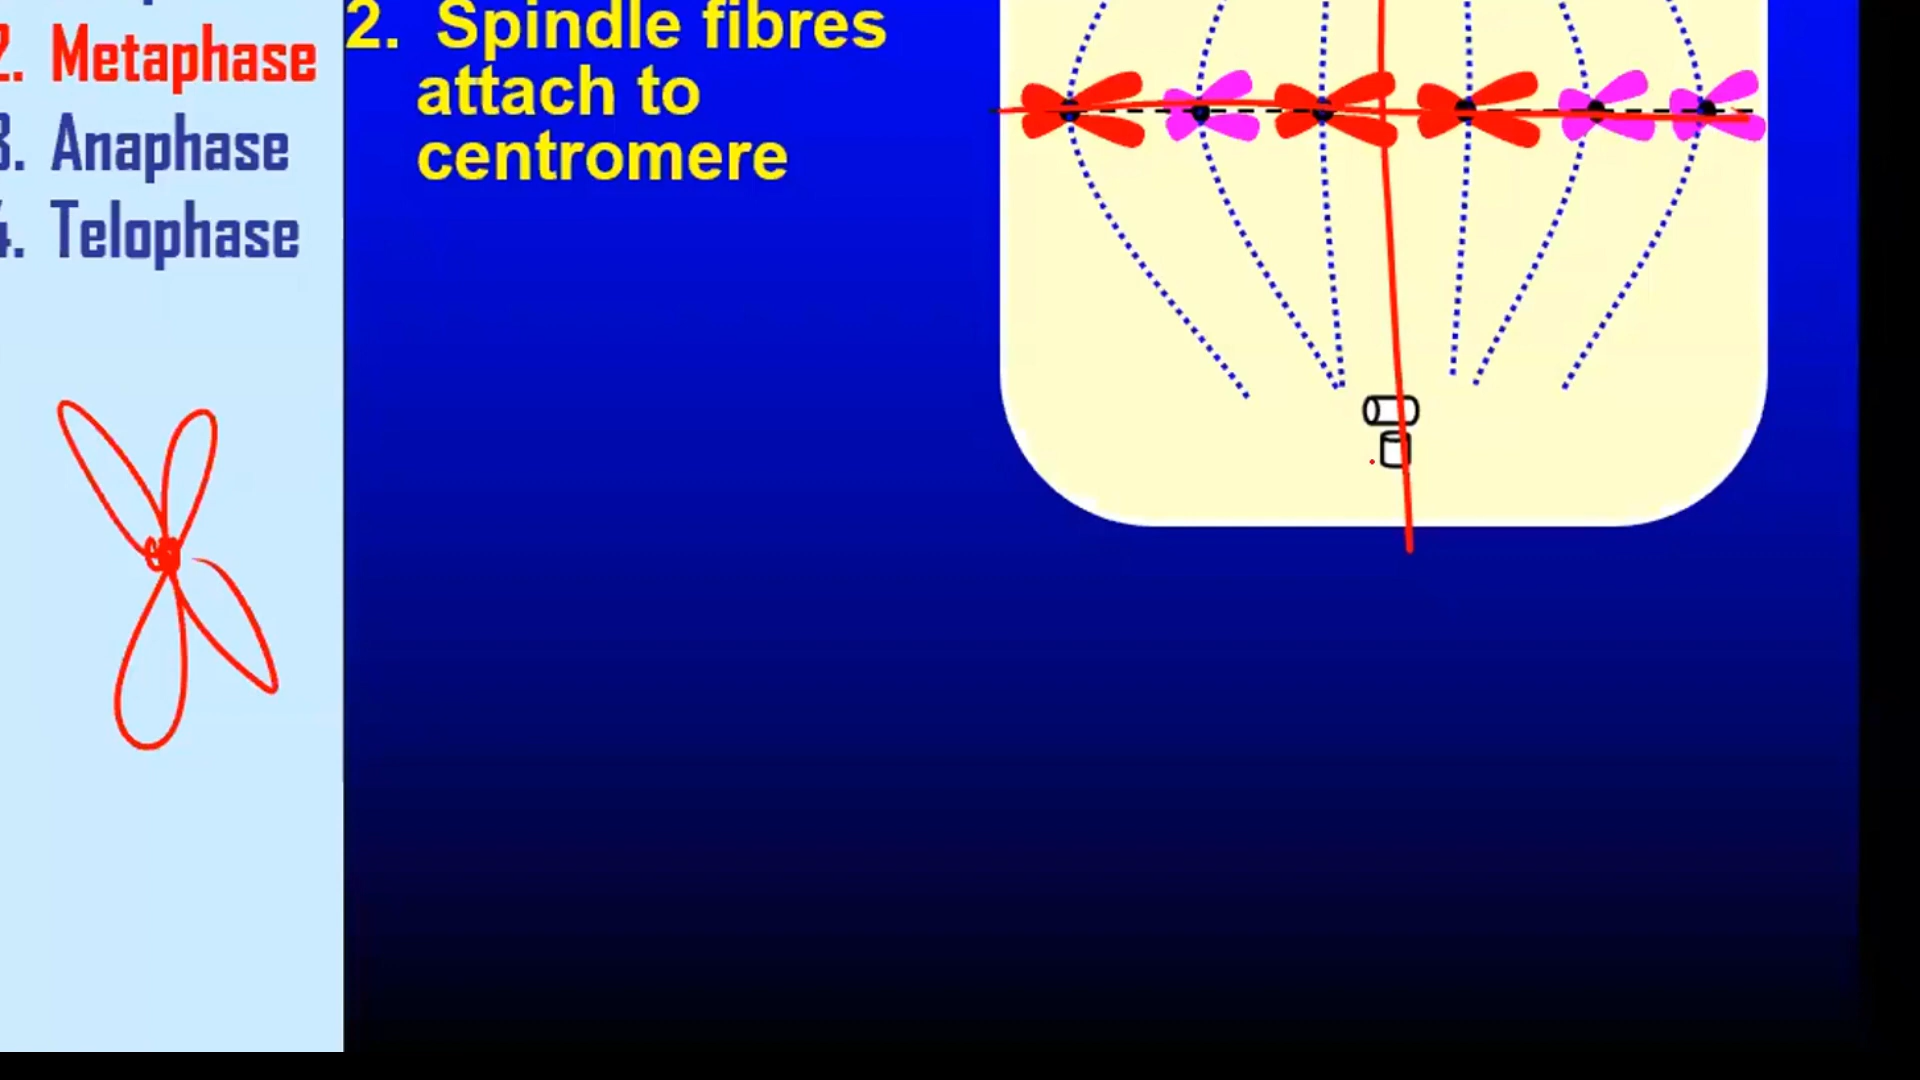 2. Metaphase
3. Anaphase
4. Telophase
2. Spindle fibres
attach to
centromere